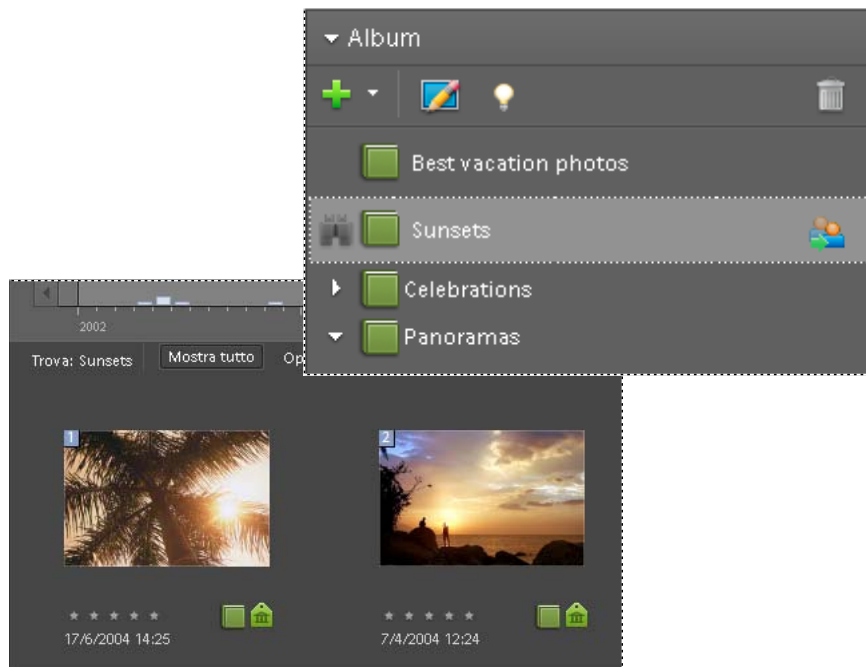 Album
Best vacation photos
Sunsets
Celebrations
Panoramas
2002
Trova: Sunsets Mostra tutto Op
1 2
17/6/2004 14:25 7/4/2004 12:24